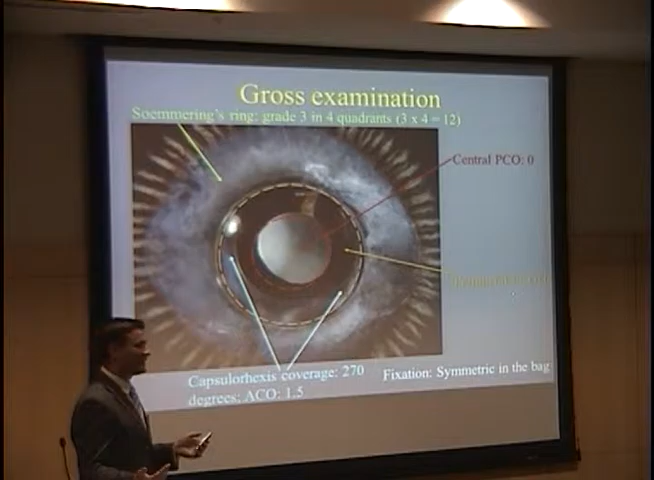 Gross examination
Soemmering's ring: grade 3 in 4 quadrants (3 x 4 = 12)
Central PCO: 0
Capsulorhexis coverage: 270
degrees; ACO: 1.5
Fixation: Symmetric in the bag